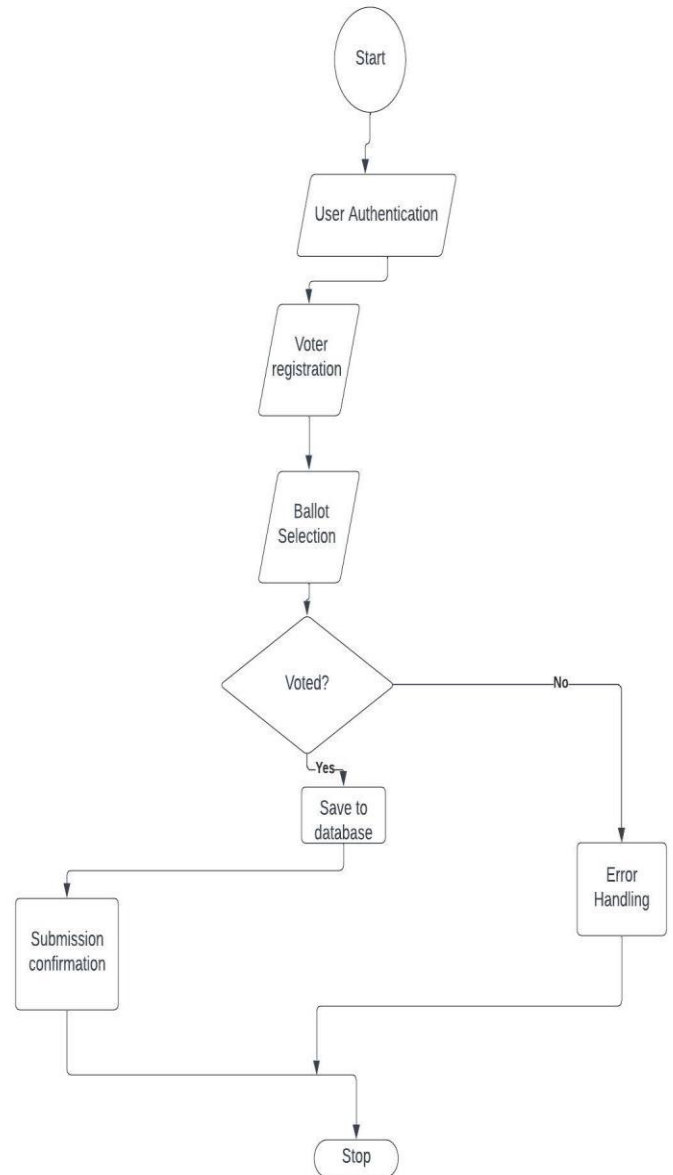 Start
User Authentication
Voter
registration
Ballot
Selection
Voted?
No
Yes
Save to
database
Error
Handling
Submission
confirmation
Stop